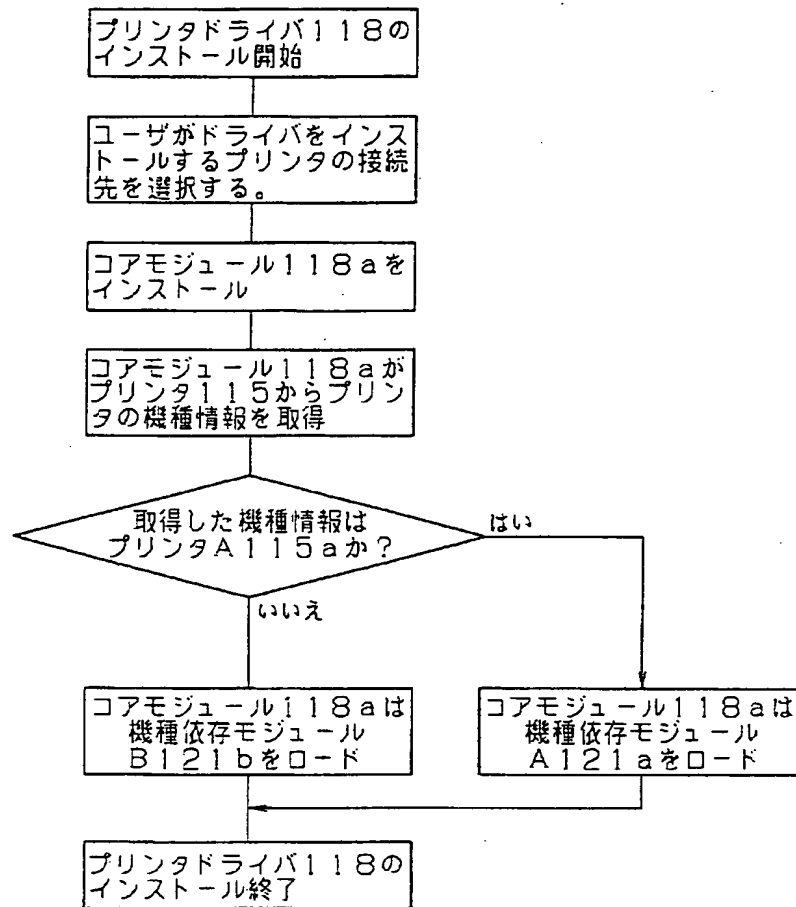 プリンタドライバ118の
インストール開始
ユーザがドライバをインス
トールするプリンタの接続
先を選択する。
コアモジュール118aを
インストール
コアモジュール118aが
プリンタ115からプリン
タの機種情報を取得
取得した機種情報は
プリンタA115aか?
はい
いいえ
コアモジュール118aは
機種依存モジュール
B121bをロード
コアモジュール118aは
機種依存モジュール
A121aをロード
プリンタドライバ118の
インストール終了